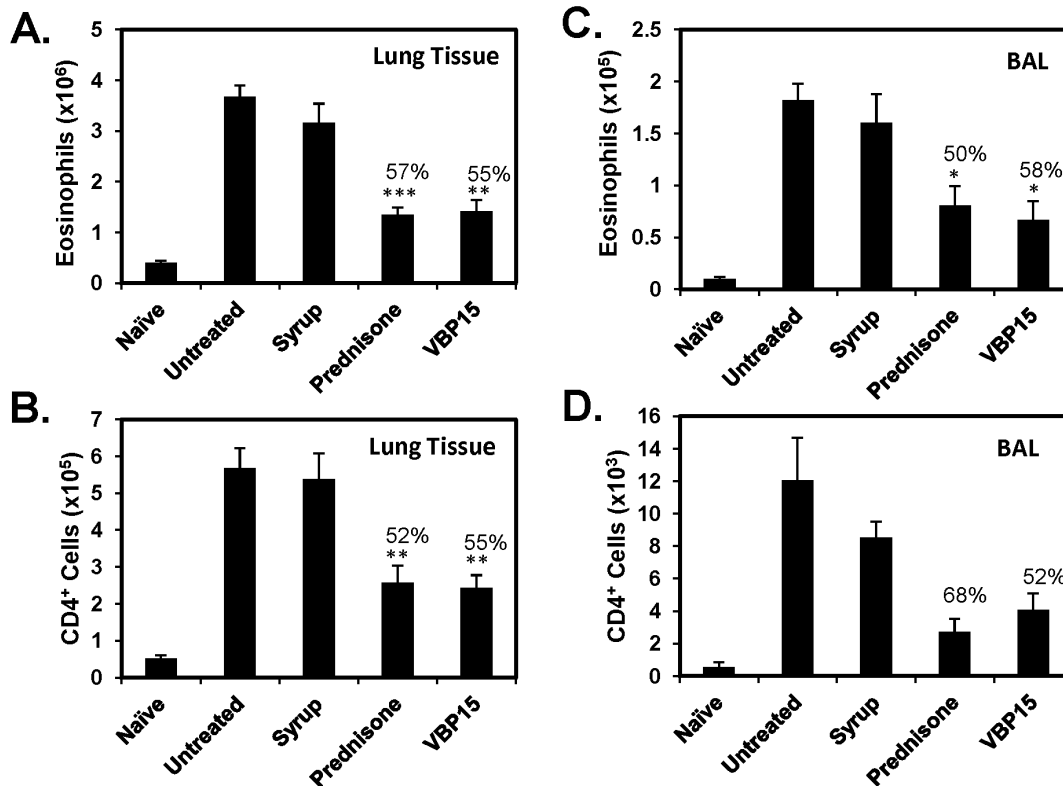 A.
Eosinophils (x10⁶)
5
4
3
2
1
0
Lung Tissue
57%
***
55%
**
Naïve
Untreated
Syrup
Prednisone
VBP15
C.
Eosinophils (x10⁵)
2.5
2
1.5
1
0.5
0
BAL
50%
*
58%
*
Naïve
Untreated
Syrup
Prednisone
VBP15
B.
CD4⁺ Cells (x10⁵)
7
6
5
4
3
2
1
0
Lung Tissue
52%
**
55%
**
Naïve
Untreated
Syrup
Prednisone
VBP15
D.
CD4⁺ Cells (x10³)
16
14
12
10
8
6
4
2
0
BAL
68%
52%
Naïve
Untreated
Syrup
Prednisone
VBP15